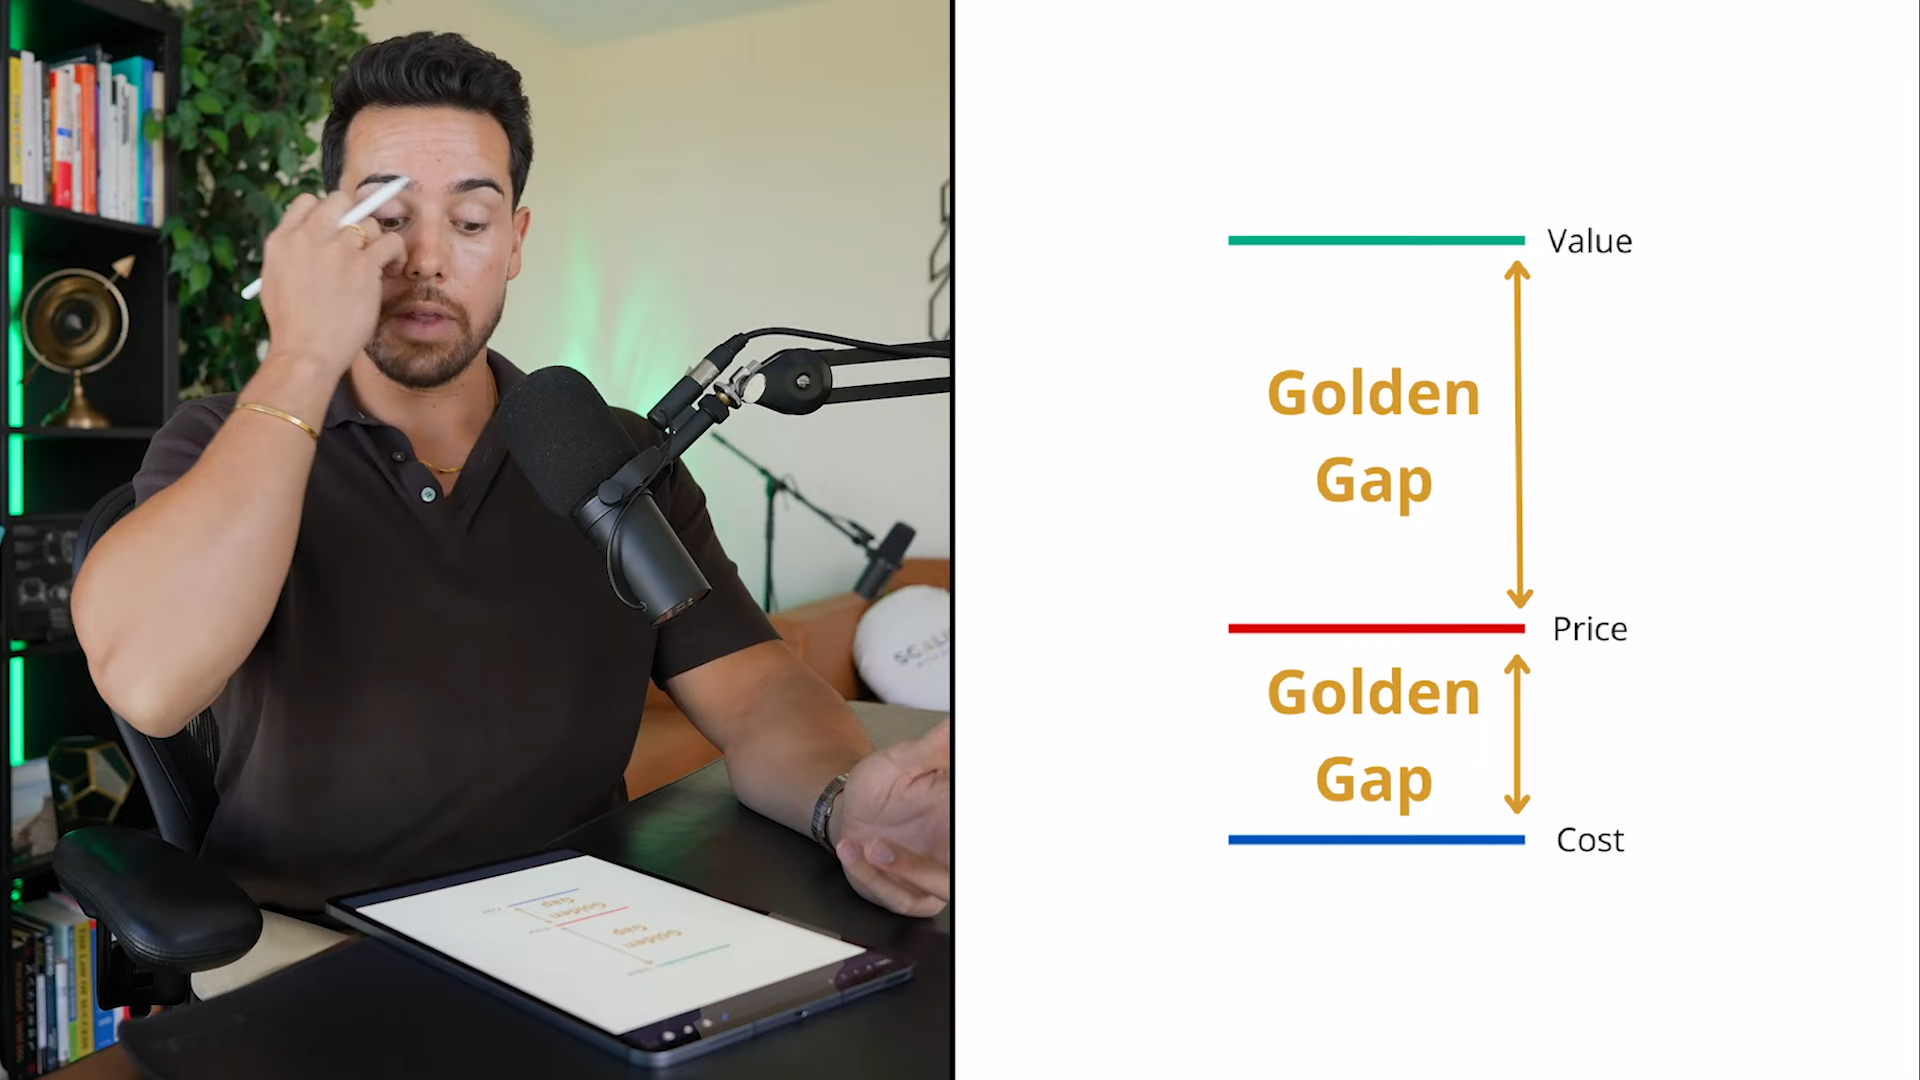 Value
Golden
Gap
Price
Golden
Gap
Cost